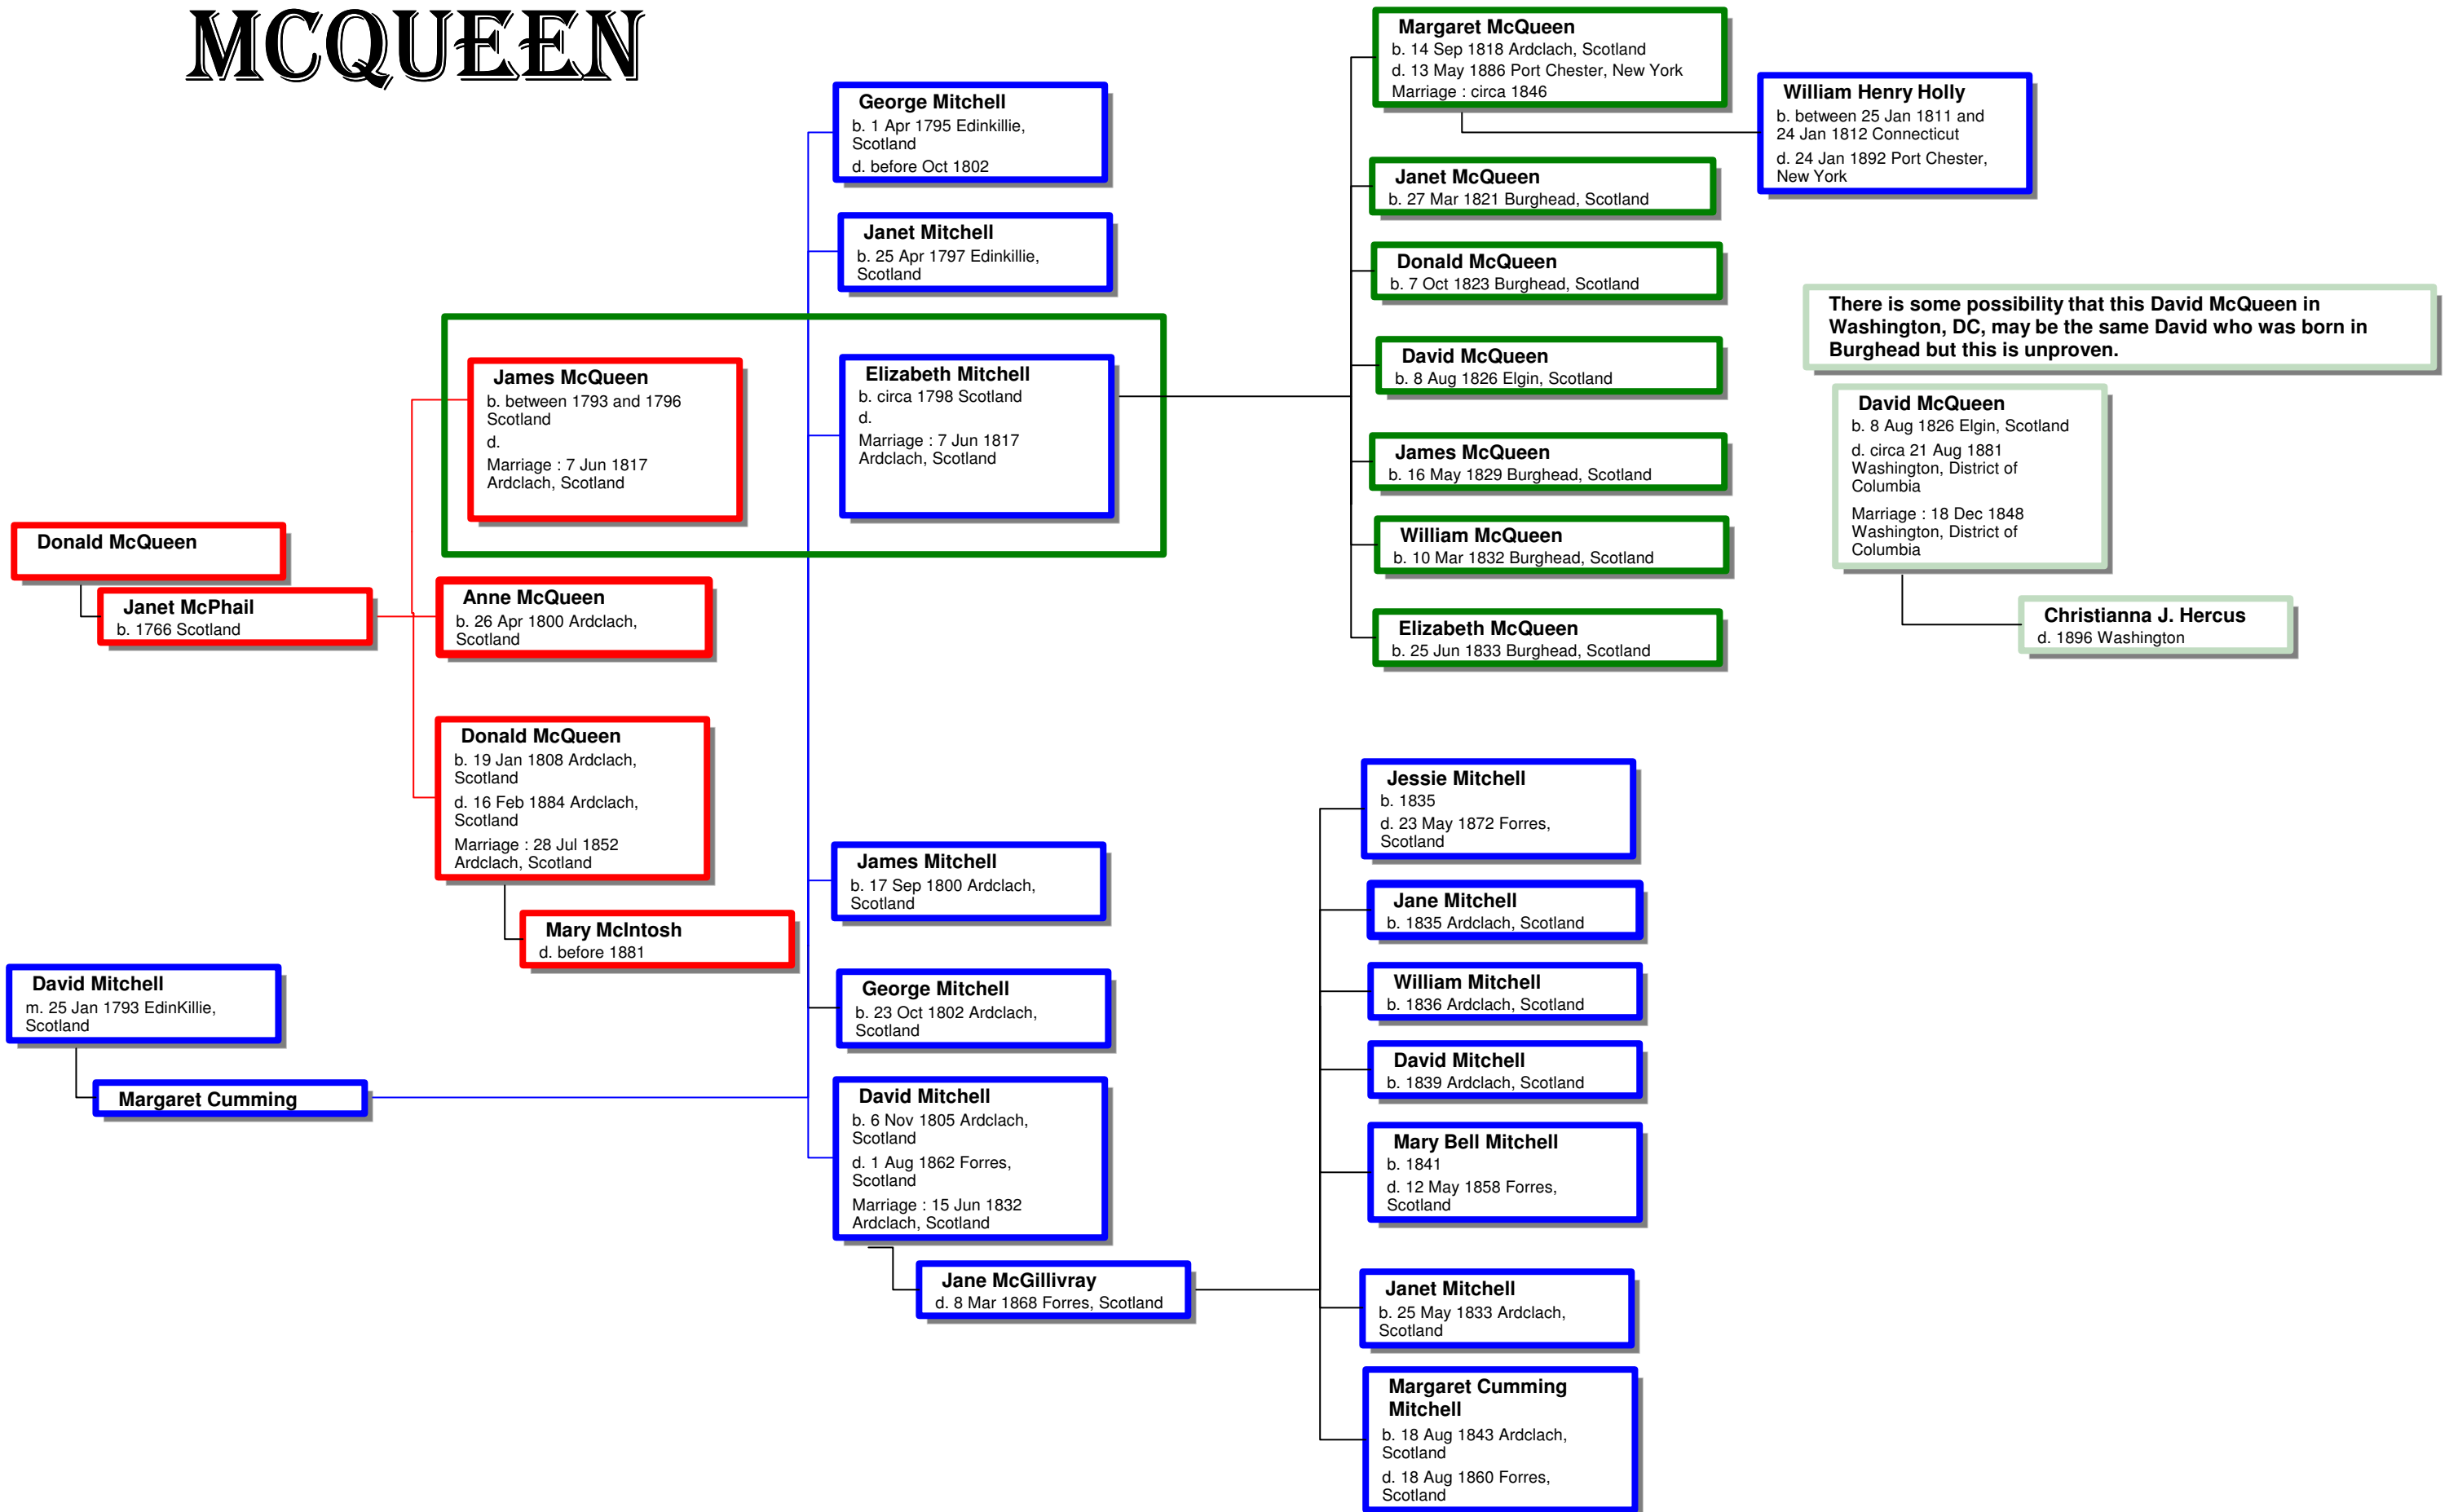 MCQUEEN
Donald McQueen
Janet McPhail
b. 1766 Scotland
David Mitchell
m. 25 Jan 1793 EdinKillie,
Scotland
Margaret Cumming
James McQueen
b. between 1793 and 1796
Scotland
d.
Marriage : 7 Jun 1817
Ardclach, Scotland
Anne McQueen
b. 26 Apr 1800 Ardclach,
Scotland
Donald McQueen
b. 19 Jan 1808 Ardclach,
Scotland
d. 16 Feb 1884 Ardclach,
Scotland
Marriage : 28 Jul 1852
Ardclach, Scotland
Mary McIntosh
d. before 1881
George Mitchell
b. 1 Apr 1795 Edinkillie,
Scotland
d. before Oct 1802
Janet Mitchell
b. 25 Apr 1797 Edinkillie,
Scotland
Elizabeth Mitchell
b. circa 1798 Scotland
d.
Marriage : 7 Jun 1817
Ardclach, Scotland
James Mitchell
b. 17 Sep 1800 Ardclach,
Scotland
George Mitchell
b. 23 Oct 1802 Ardclach,
Scotland
David Mitchell
b. 6 Nov 1805 Ardclach,
Scotland
d. 1 Aug 1862 Forres,
Scotland
Marriage : 15 Jun 1832
Ardclach, Scotland
Jane McGillivray
d. 8 Mar 1868 Forres, Scotland
Margaret McQueen
b. 14 Sep 1818 Ardclach, Scotland
d. 13 May 1886 Port Chester, New York
Marriage : circa 1846
William Henry Holly
b. between 25 Jan 1811 and
24 Jan 1812 Connecticut
d. 24 Jan 1892 Port Chester,
New York
Janet McQueen
b. 27 Mar 1821 Burghead, Scotland
Donald McQueen
b. 7 Oct 1823 Burghead, Scotland
David McQueen
b. 8 Aug 1826 Elgin, Scotland
James McQueen
b. 16 May 1829 Burghead, Scotland
William McQueen
b. 10 Mar 1832 Burghead, Scotland
Elizabeth McQueen
b. 25 Jun 1833 Burghead, Scotland
There is some possibility that this David McQueen in
Washington, DC, may be the same David who was born in
Burghead but this is unproven.
David McQueen
b. 8 Aug 1826 Elgin, Scotland
d. circa 21 Aug 1881
Washington, District of
Columbia
Marriage : 18 Dec 1848
Washington, District of
Columbia
Christianna J. Hercus
d. 1896 Washington
Jessie Mitchell
b. 1835
d. 23 May 1872 Forres,
Scotland
Jane Mitchell
b. 1835 Ardclach, Scotland
William Mitchell
b. 1836 Ardclach, Scotland
David Mitchell
b. 1839 Ardclach, Scotland
Mary Bell Mitchell
b. 1841
d. 12 May 1858 Forres,
Scotland
Janet Mitchell
b. 25 May 1833 Ardclach,
Scotland
Margaret Cumming
Mitchell
b. 18 Aug 1843 Ardclach,
Scotland
d. 18 Aug 1860 Forres,
Scotland